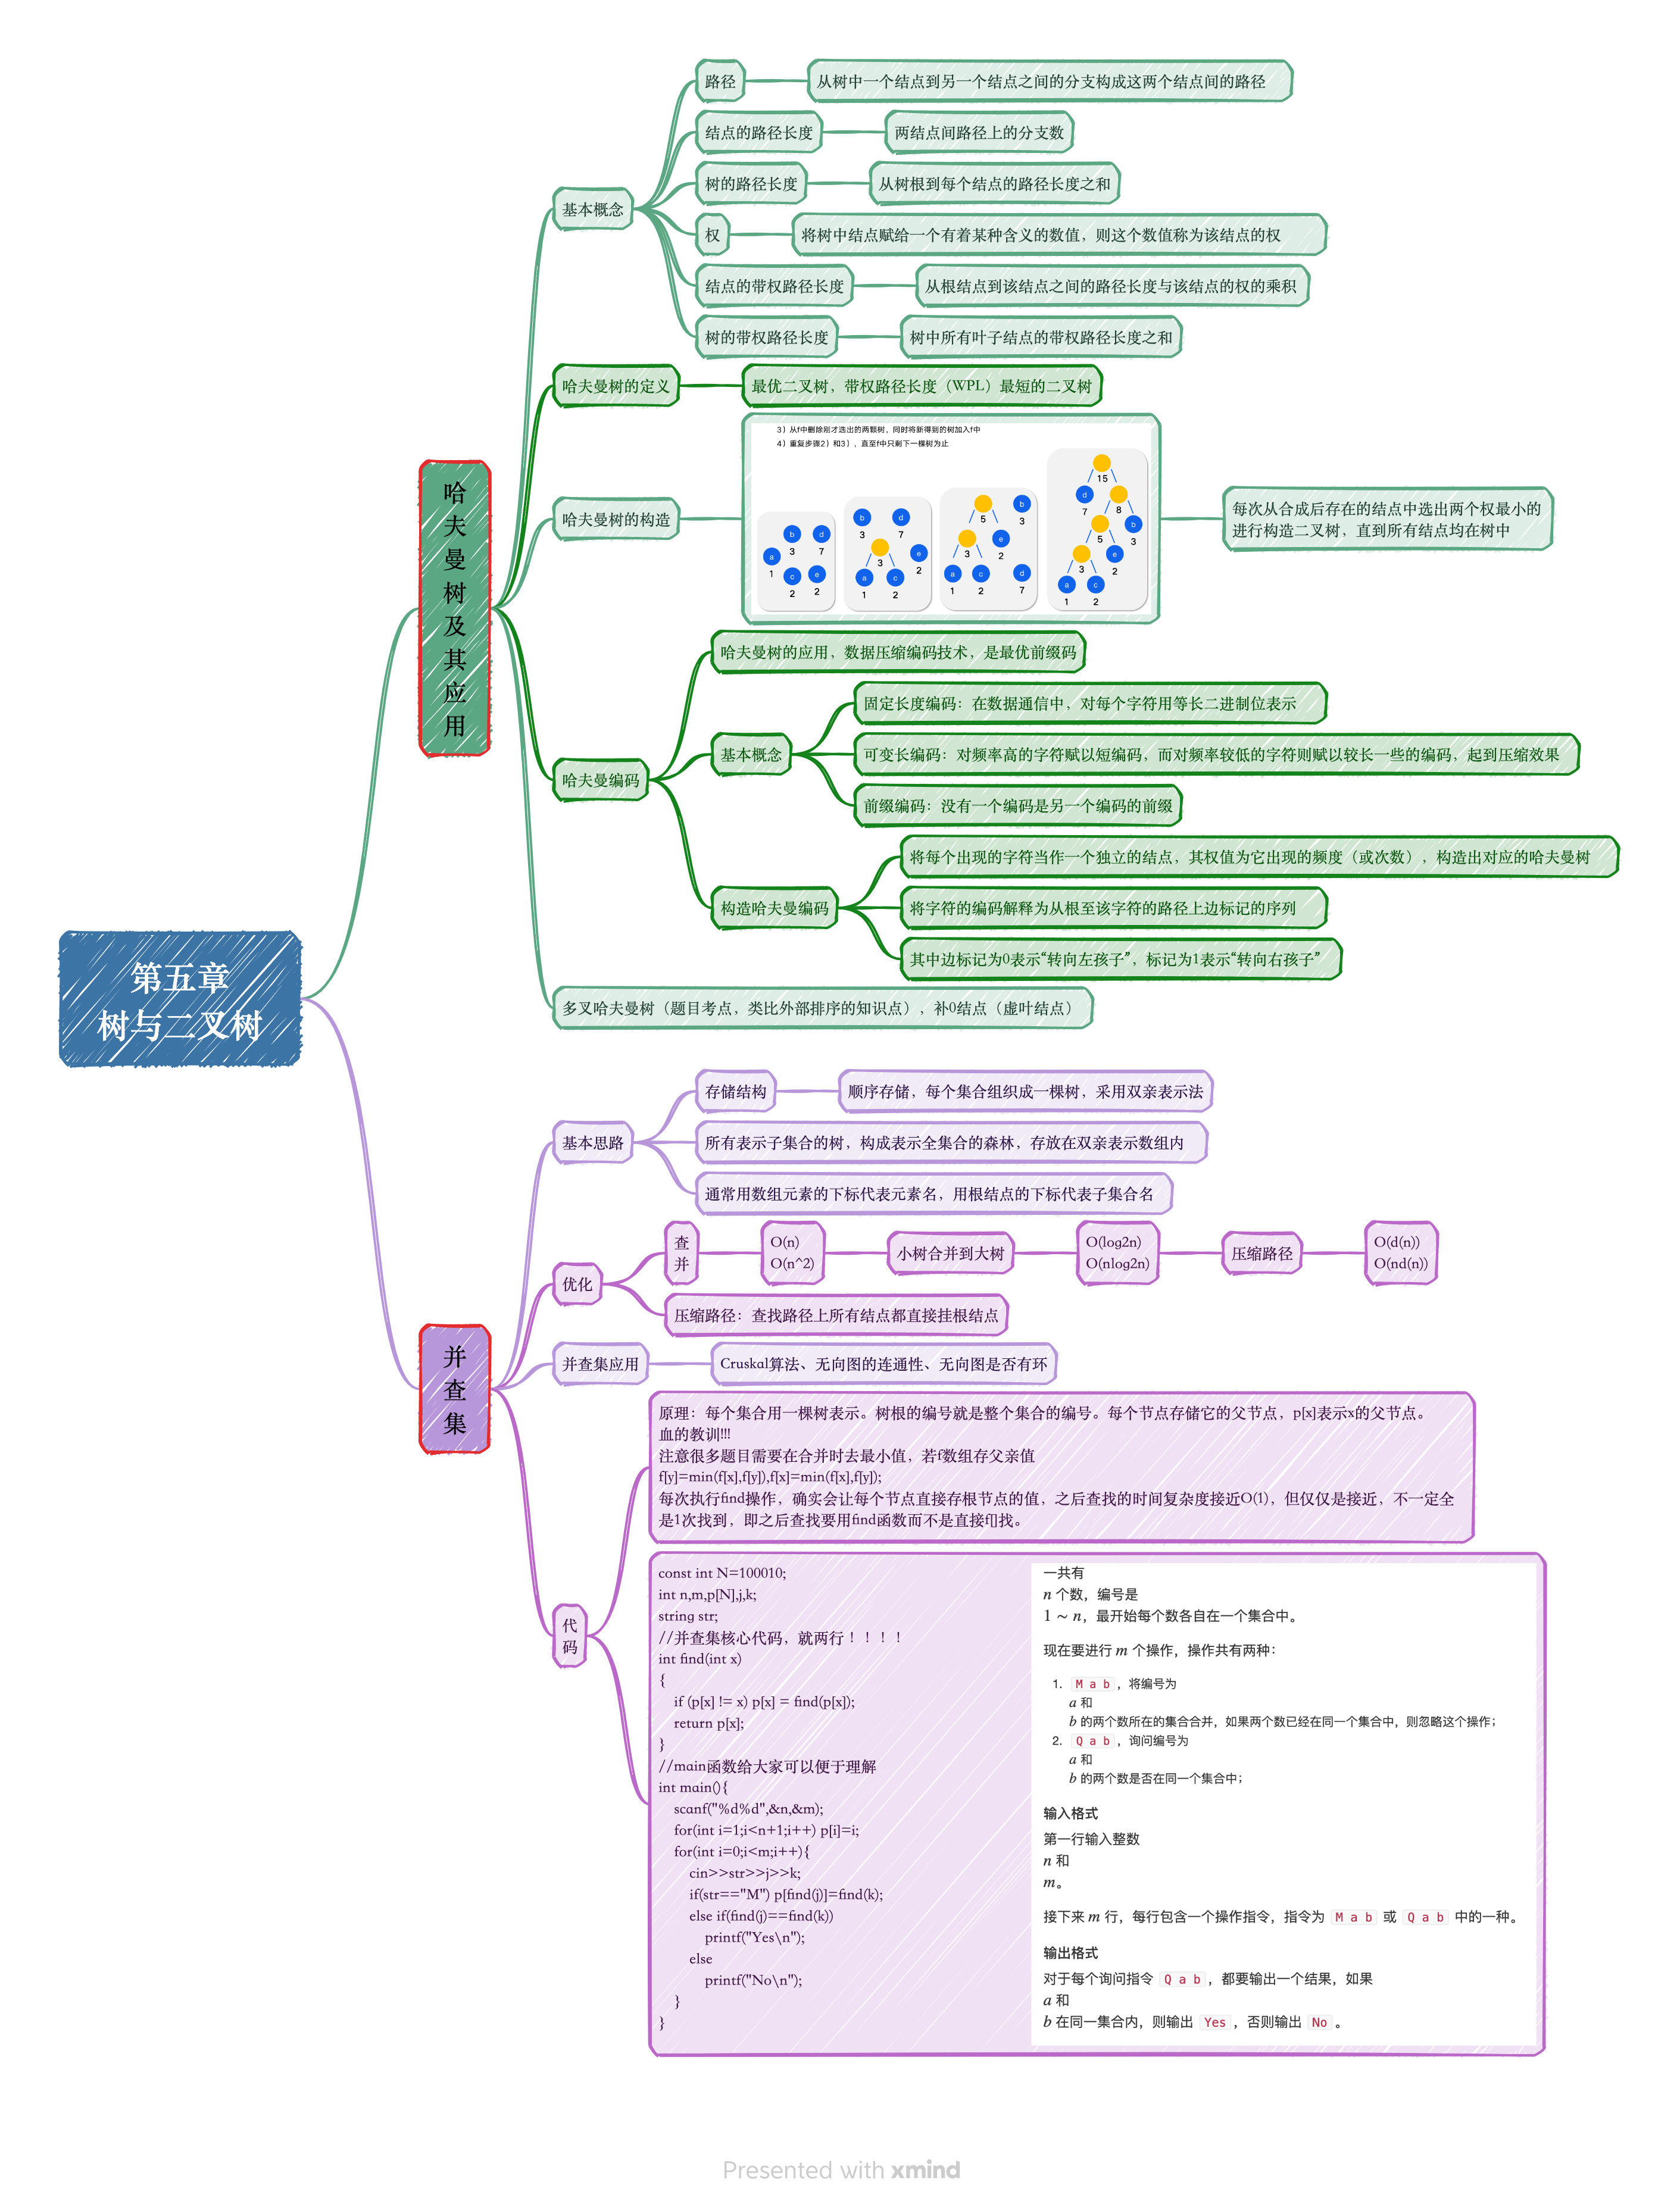 第五章
树与二叉树
哈夫曼树及其应用
基本概念
路径
从树中一个结点到另一个结点之间的分支构成这两个结点间的路径
结点的路径长度
两结点间路径上的分支数
树的路径长度
从树根到每个结点的路径长度之和
权
将树中结点赋给一个有着某种含义的数值，则这个数值称为该结点的权
结点的带权路径长度
从根结点到该结点之间的路径长度与该结点的权的乘积
树的带权路径长度
树中所有叶子结点的带权路径长度之和
哈夫曼树的定义
最优二叉树，带权路径长度（WPL）最短的二叉树
哈夫曼树的构造
3）从f中删除刚才选出的两颗树，同时将新得到的树加入f中
4）重复步骤2）和3），直至f中只剩下一棵树为止
b d
3 7
a
1
c e
2 2
b d
3 7
e
3 2
a c
1 2
b
5 3
e
3 2
a c d
1 2 7
15
d
7 8
b
5 3
e
3 2
a c
1 2
每次从合成后存在的结点中选出两个权最小的
进行构造二叉树，直到所有结点均在树中
哈夫曼编码
哈夫曼树的应用，数据压缩编码技术，是最优前缀码
基本概念
固定长度编码：在数据通信中，对每个字符用等长二进制位表示
可变长编码：对频率高的字符赋以短编码，而对频率较低的字符则赋以较长一些的编码，起到压缩效果
前缀编码：没有一个编码是另一个编码的前缀
构造哈夫曼编码
将每个出现的字符当作一个独立的结点，其权值为它出现的频度（或次数），构造出对应的哈夫曼树
将字符的编码解释为从根至该字符的路径上边标记的序列
其中边标记为0表示“转向左孩子”，标记为1表示“转向右孩子”
多叉哈夫曼树（题目考点，类比外部排序的知识点），补0结点（虚叶结点）
并查集
基本思路
存储结构
顺序存储，每个集合组织成一棵树，采用双亲表示法
所有表示子集合的树，构成表示全集合的森林，存放在双亲表示数组内
通常用数组元素的下标代表元素名，用根结点的下标代表子集合名
优化
查
并
O(n)
O(n^2)
小树合并到大树
O(log2n)
O(nlog2n)
压缩路径
O(d(n))
O(nd(n))
压缩路径：查找路径上所有结点都直接挂根结点
并查集应用
Cruskal算法、无向图的连通性、无向图是否有环
代
码
原理：每个集合用一棵树表示。树根的编号就是整个集合的编号。每个节点存储它的父节点，p[x]表示x的父节点。
血的教训!!!
注意很多题目需要在合并时去最小值，若f数组存父亲值
f[y]=min(f[x],f[y]),f[x]=min(f[x],f[y]);
每次执行find操作，确实会让每个节点直接存根节点的值，之后查找的时间复杂度接近O(1)，但仅仅是接近，不一定全
是1次找到，即之后查找要用find函数而不是直接f[]找。
const int N=100010;
int n,m,p[N],j,k;
string str;
//并查集核心代码，就两行！！！！
int find(int x)
{
if (p[x] != x) p[x] = find(p[x]);
return p[x];
}
//main函数给大家可以便于理解
int main(){
scanf("%d%d",&n,&m);
for(int i=1;i<n+1;i++) p[i]=i;
for(int i=0;i<m;i++){
cin>>str>>j>>k;
if(str=="M") p[find(j)]=find(k);
else if(find(j)==find(k))
printf("Yes\n");
else
printf("No\n");
}
}
一共有
n 个数，编号是
1 ∼ n，最开始每个数各自在一个集合中。
现在要进行 m 个操作，操作共有两种：
1. M a b，将编号为
a 和
b 的两个数所在的集合合并，如果两个数已经在同一个集合中，则忽略这个操作；
2. Q a b，询问编号为
a 和
b 的两个数是否在同一个集合中；
输入格式
第一行输入整数
n 和
m。
接下来 m 行，每行包含一个操作指令，指令为 M a b 或 Q a b 中的一种。
输出格式
对于每个询问指令 Q a b，都要输出一个结果，如果
a 和
b 在同一集合内，则输出 Yes，否则输出 No。
Presented with xmind